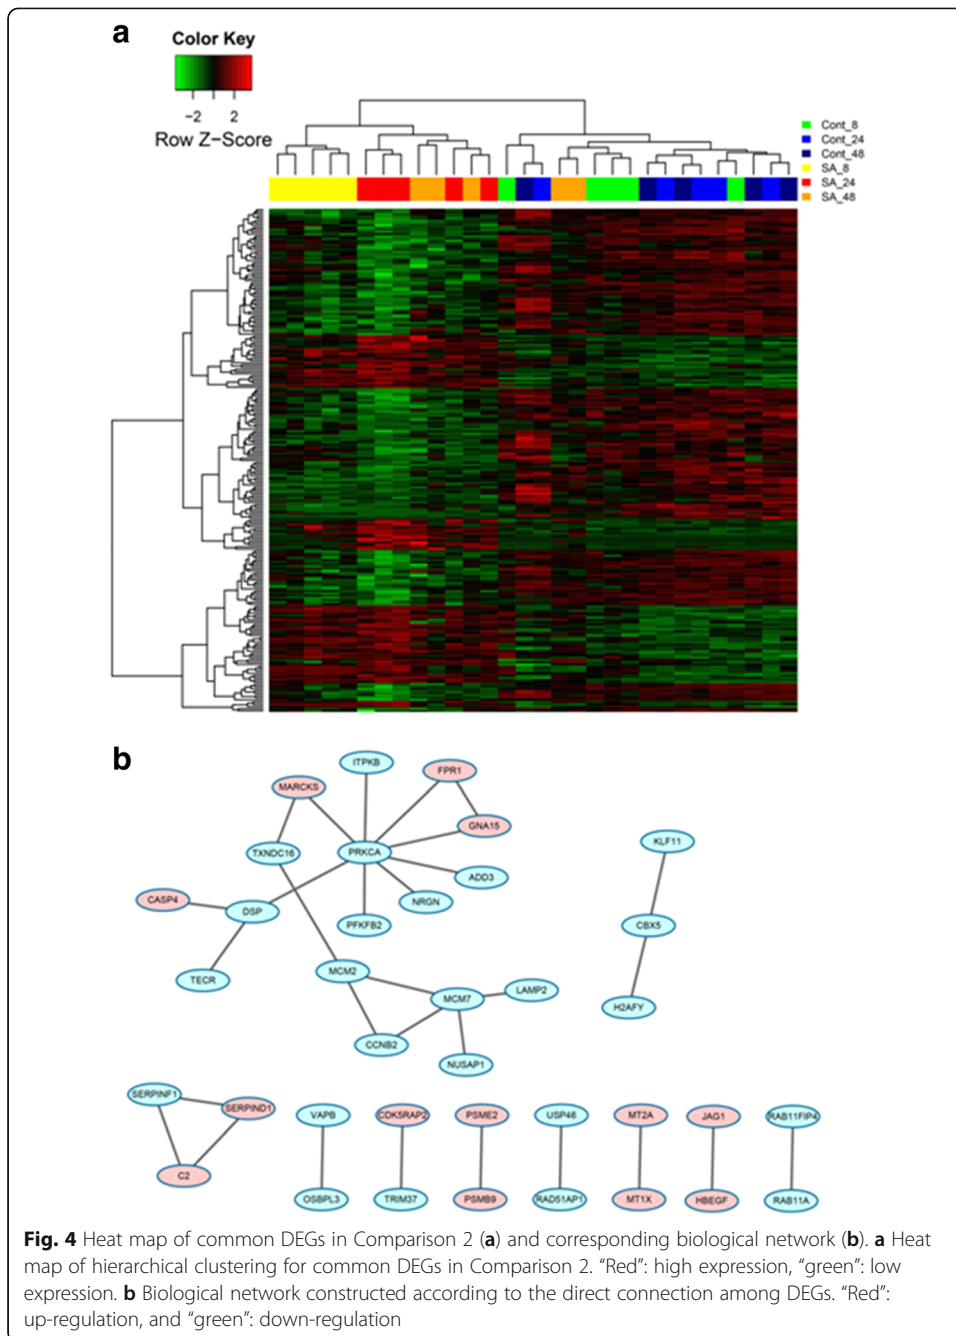 a
Color Key
−2 2
Row Z−Score
Cont_8
Cont_24
Cont_48
SA_8
SA_24
SA_48
b
ITPKB
FPR1
MARCKS
GNA15
KLF11
TXNDC16
PRKCA
ADD3
CASP4
NRGN
DSP
PFKFB2
CBX5
TECR
MCM2
LAMP2
MCM7
H2AFY
CCNB2
NUSAP1
SERPINF1
SERPIND1
C2
VAPB CDK5RAP2 PSME2 USP46 MT2A JAG1 RAB11FIP4
OSBPL3 TRIM37 PSMB9 RAD51AP1 MT1X HBEGF RAB11A
Fig. 4 Heat map of common DEGs in Comparison 2 (a) and corresponding biological network (b). a Heat
map of hierarchical clustering for common DEGs in Comparison 2. “Red”: high expression, “green”: low
expression. b Biological network constructed according to the direct connection among DEGs. “Red”:
up-regulation, and “green”: down-regulation